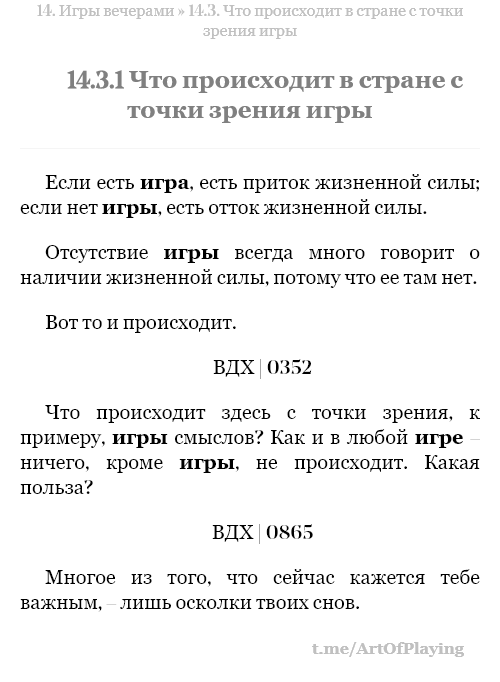 14. Игры вечерами » 14.3. Что происходит в стране с точки
зрения игры
14.3.1 Что происходит в стране с
точки зрения игры
Если есть игра, есть приток жизненной силы;
если нет игры, есть отток жизненной силы.
Отсутствие игры всегда много говорит о
наличии жизненной силы, потому что ее там нет.
Вот то и происходит.
ВДХ | 0352
Что происходит здесь с точки зрения, к
примеру, игры смыслов? Как и в любой игре –
ничего, кроме игры, не происходит. Какая
польза?
ВДХ | 0865
Многое из того, что сейчас кажется тебе
важным, – лишь осколки твоих снов.
t.me/ArtOfPlaying